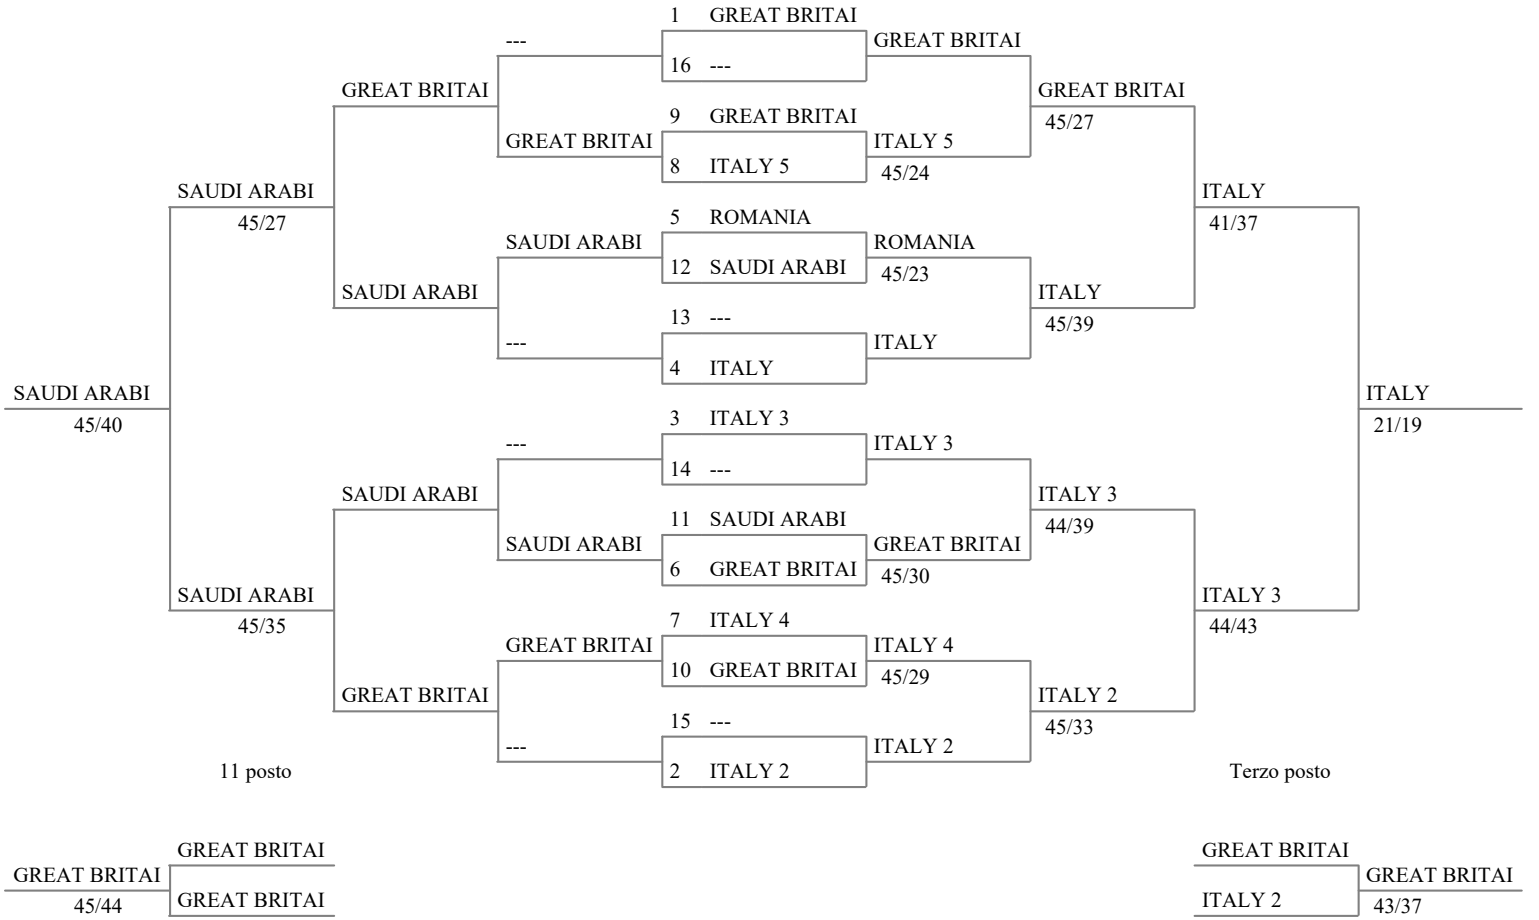 1 GREAT BRITAI
--- GREAT BRITAI
16 ---
GREAT BRITAI GREAT BRITAI
9 GREAT BRITAI
45/27
GREAT BRITAI ITALY 5
8 ITALY 5
45/24
SAUDI ARABI ITALY
5 ROMANIA
45/27 41/37
SAUDI ARABI ROMANIA
12 SAUDI ARABI
45/23
SAUDI ARABI ITALY
13 ---
45/39
--- ITALY
4 ITALY
SAUDI ARABI ITALY
3 ITALY 3
45/40 21/19
--- ITALY 3
14 ---
SAUDI ARABI ITALY 3
11 SAUDI ARABI
44/39
SAUDI ARABI GREAT BRITAI
6 GREAT BRITAI
45/30
SAUDI ARABI ITALY 3
7 ITALY 4
45/35 44/43
GREAT BRITAI ITALY 4
10 GREAT BRITAI
45/29
GREAT BRITAI ITALY 2
15 ---
45/33
--- ITALY 2
2 ITALY 2
11 posto Terzo posto
GREAT BRITAI GREAT BRITAI
GREAT BRITAI GREAT BRITAI
GREAT BRITAI ITALY 2
45/44 43/37